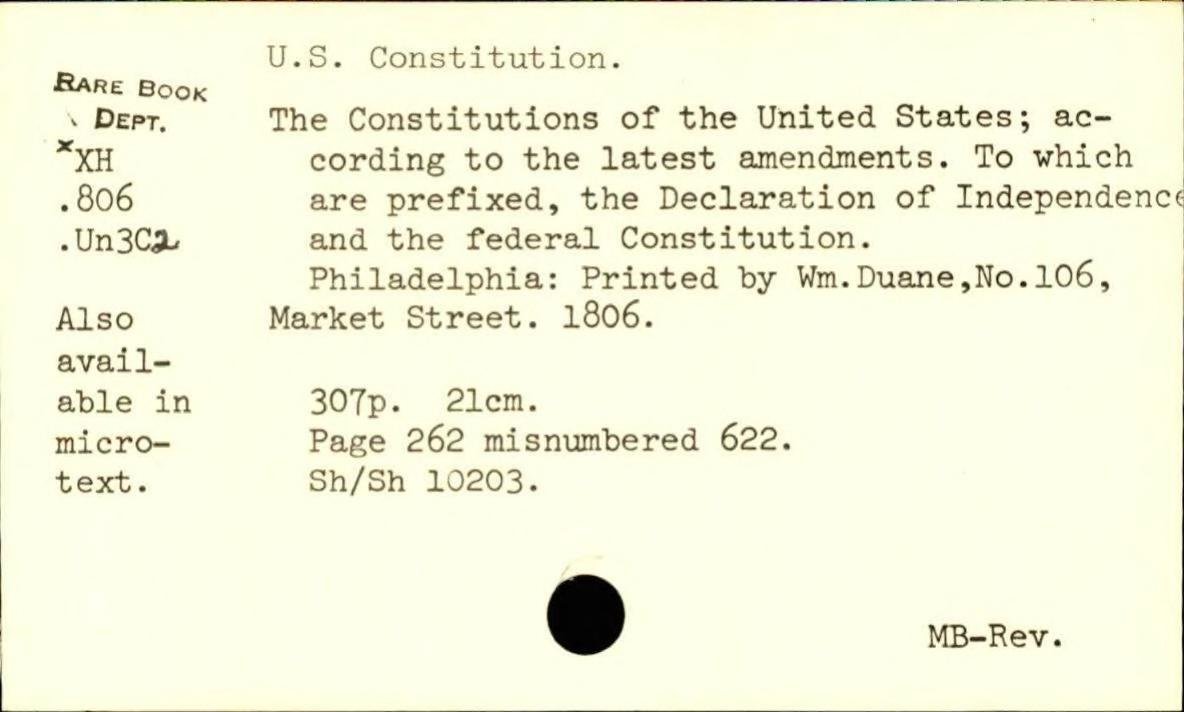 U.S. Constitution.
RARE BOOK
DEPT.
The Constitutions of the United States; ac-
xXH
cording to the latest amendments. To which
.806
are prefixed, the Declaration of Independence
.Un3C2
and the federal Constitution.
Philadelphia: Printed by Wm.Duane,No.106,
Also
Market Street. 1806.
avail-
able in
307p. 21cm.
micro-
Page 262 misnumbered 622.
text.
Sh/Sh 10203.
MB-Rev.